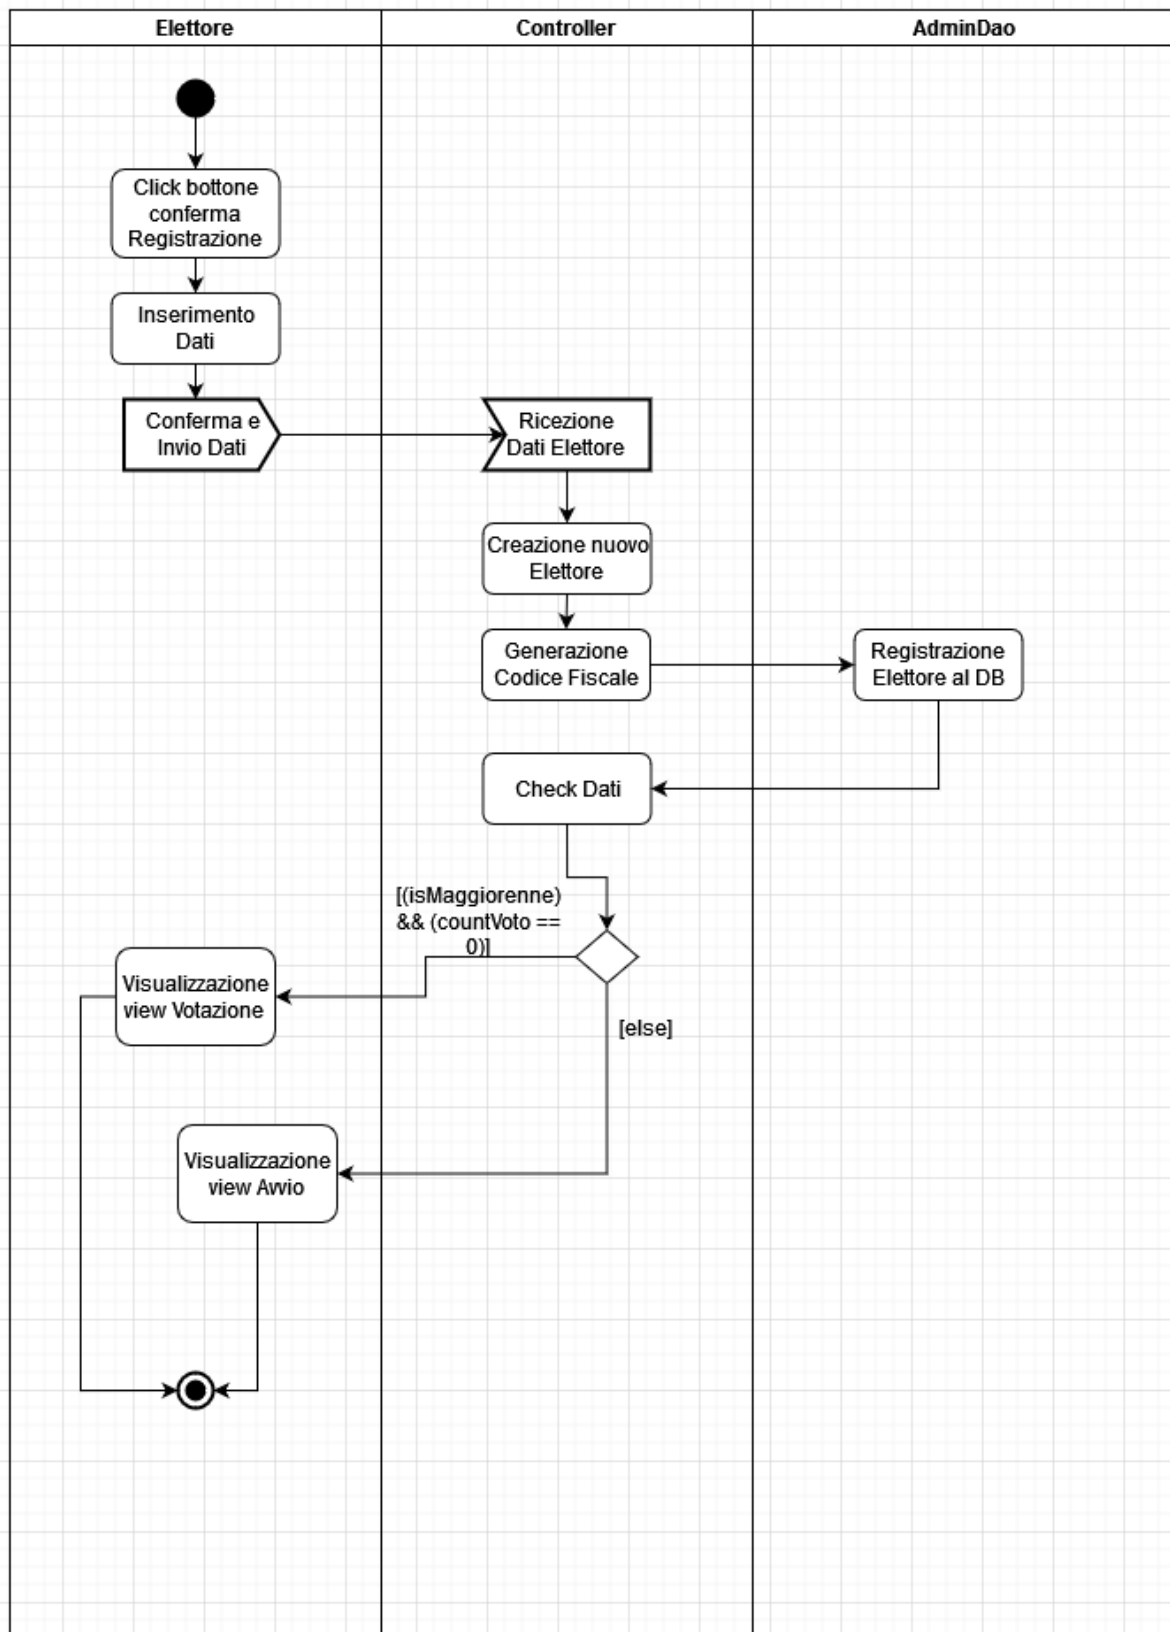 Elettore
Controller
AdminDao
Click bottone
conferma
Registrazione
Inserimento
Dati
Conferma e
Invio Dati
Ricezione
Dati Elettore
Creazione nuovo
Elettore
Generazione
Codice Fiscale
Registrazione
Elettore al DB
Check Dati
[(isMaggiorenne)
&& (countVoto ==
0)]
Visualizzazione
view Votazione
[else]
Visualizzazione
view Avvio